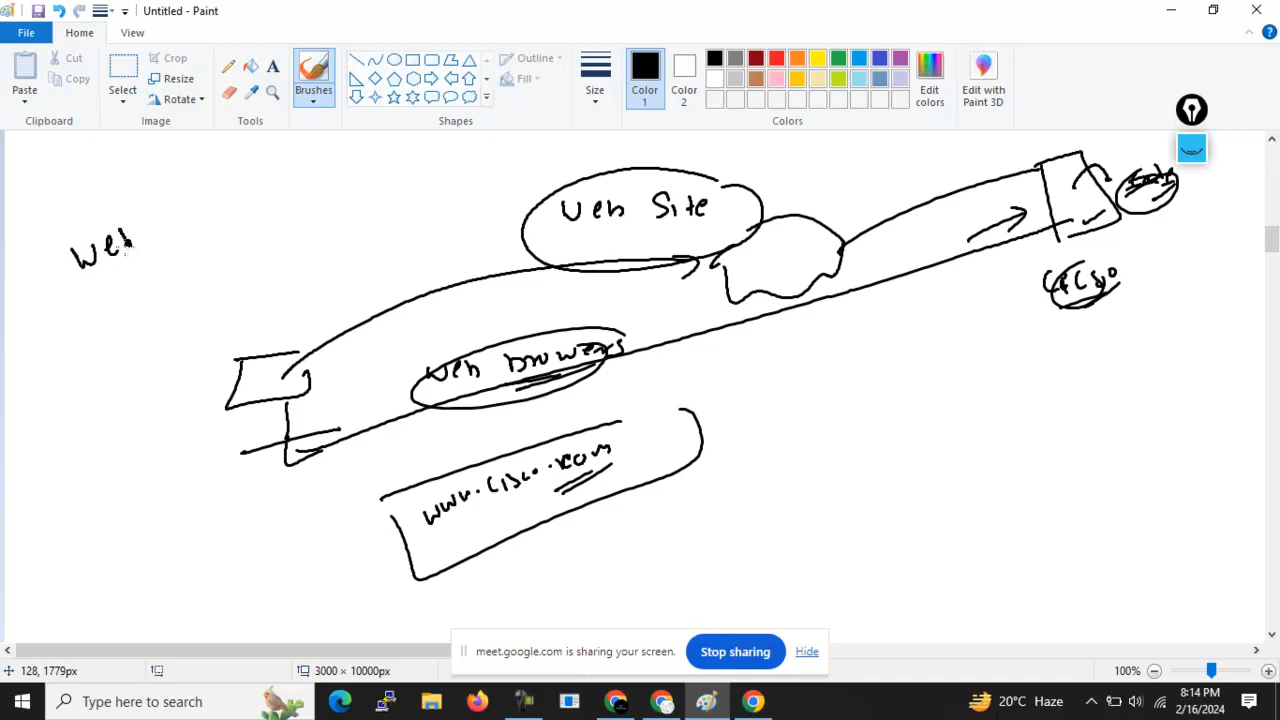 Untitled - Paint
File
Home
View
Paste
Cut
Copy
Clipboard
Select
Crop
Resize
Rotate
Image
A
Tools
Brushes
Outline
Fill
Shapes
Size
Color
1
Color
2
Edit
colors
Edit with
Paint 3D
Colors
Web Site
Web
web browers
www.cisco.com
meet.google.com is sharing your screen.
Stop sharing
Hide
128, 1779px
3000 × 10000px
100%
Type here to search
20°C Haze
8:14 PM
2/16/2024